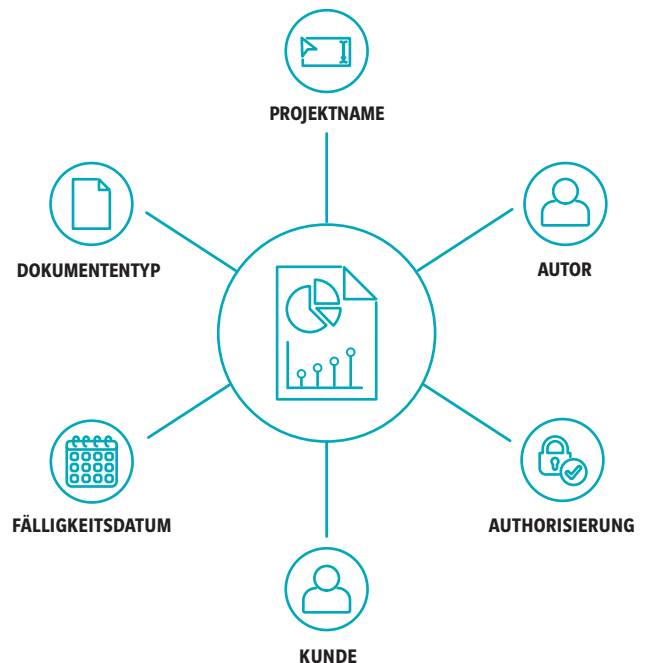 PROJEKTNAME
DOKUMENTENTYP
AUTOR
FÄLLIGKEITSDATUM
AUTHORISIERUNG
KUNDE